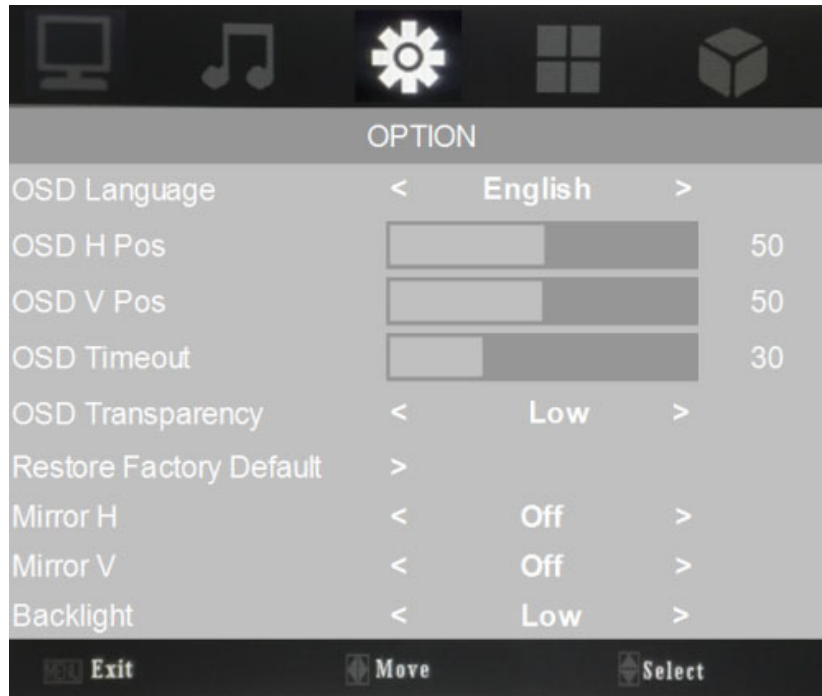 OPTION
OSD Language < English >
OSD H Pos 50
OSD V Pos 50
OSD Timeout 30
OSD Transparency < Low >
Restore Factory Default >
Mirror H < Off >
Mirror V < Off >
Backlight < Low >
MENU Exit Move Select